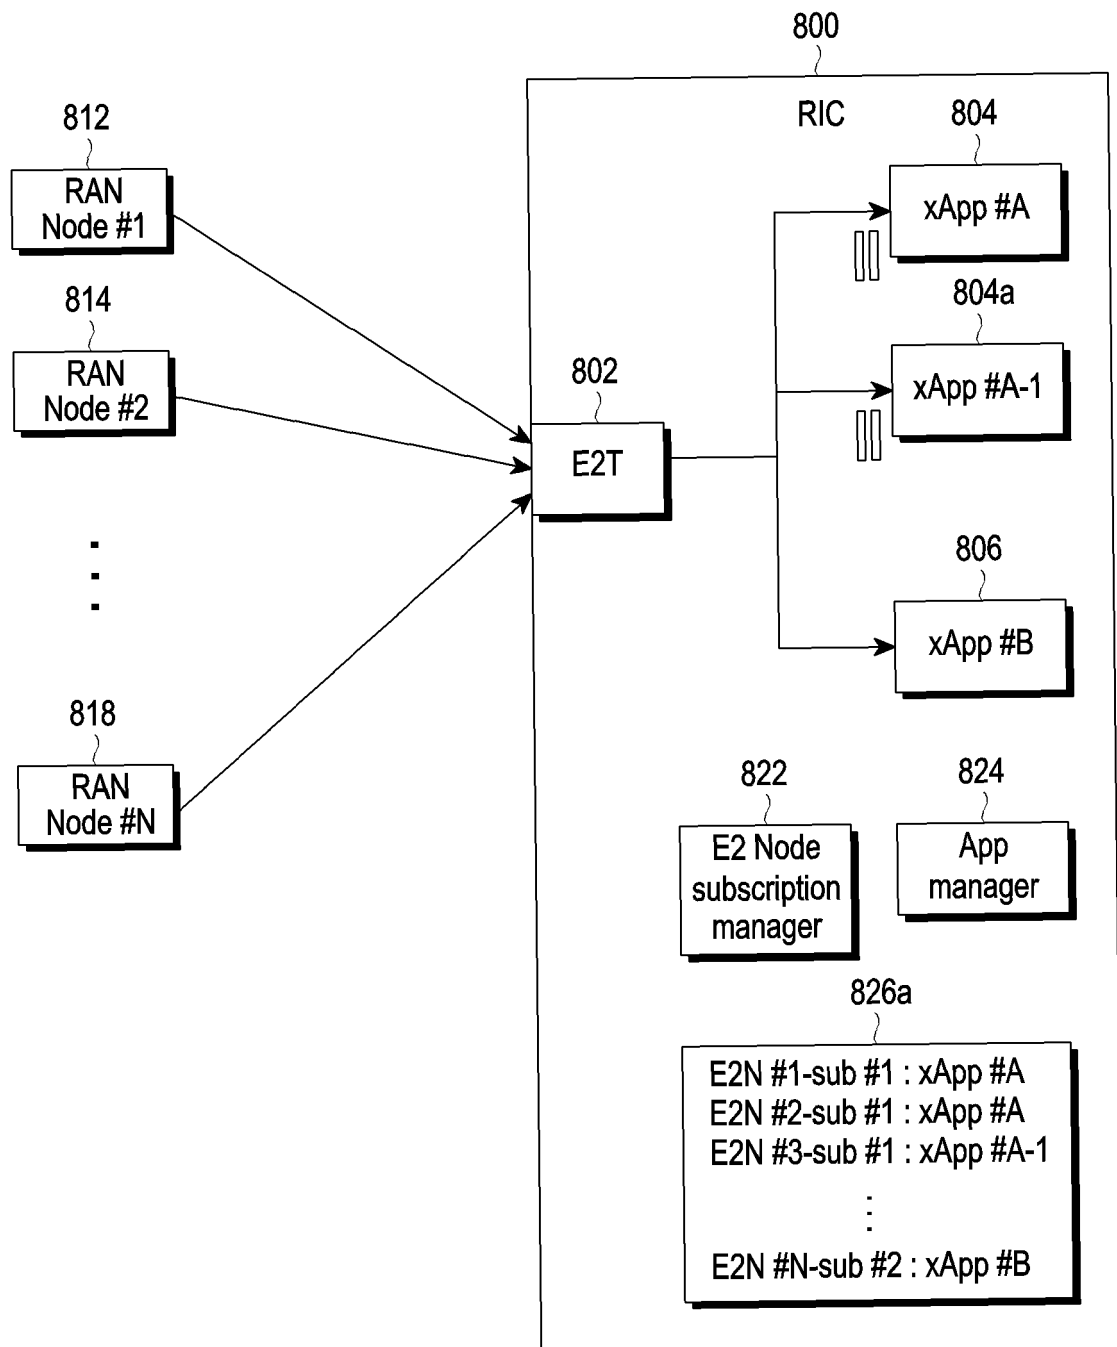 800
RIC
812
RAN
Node #1
814
RAN
Node #2
818
RAN
Node #N
802
E2T
804
xApp #A
804a
xApp #A-1
806
xApp #B
822
E2 Node
subscription
manager
824
App
manager
826a
E2N #1-sub #1 : xApp #A
E2N #2-sub #1 : xApp #A
E2N #3-sub #1 : xApp #A-1
E2N #N-sub #2 : xApp #B